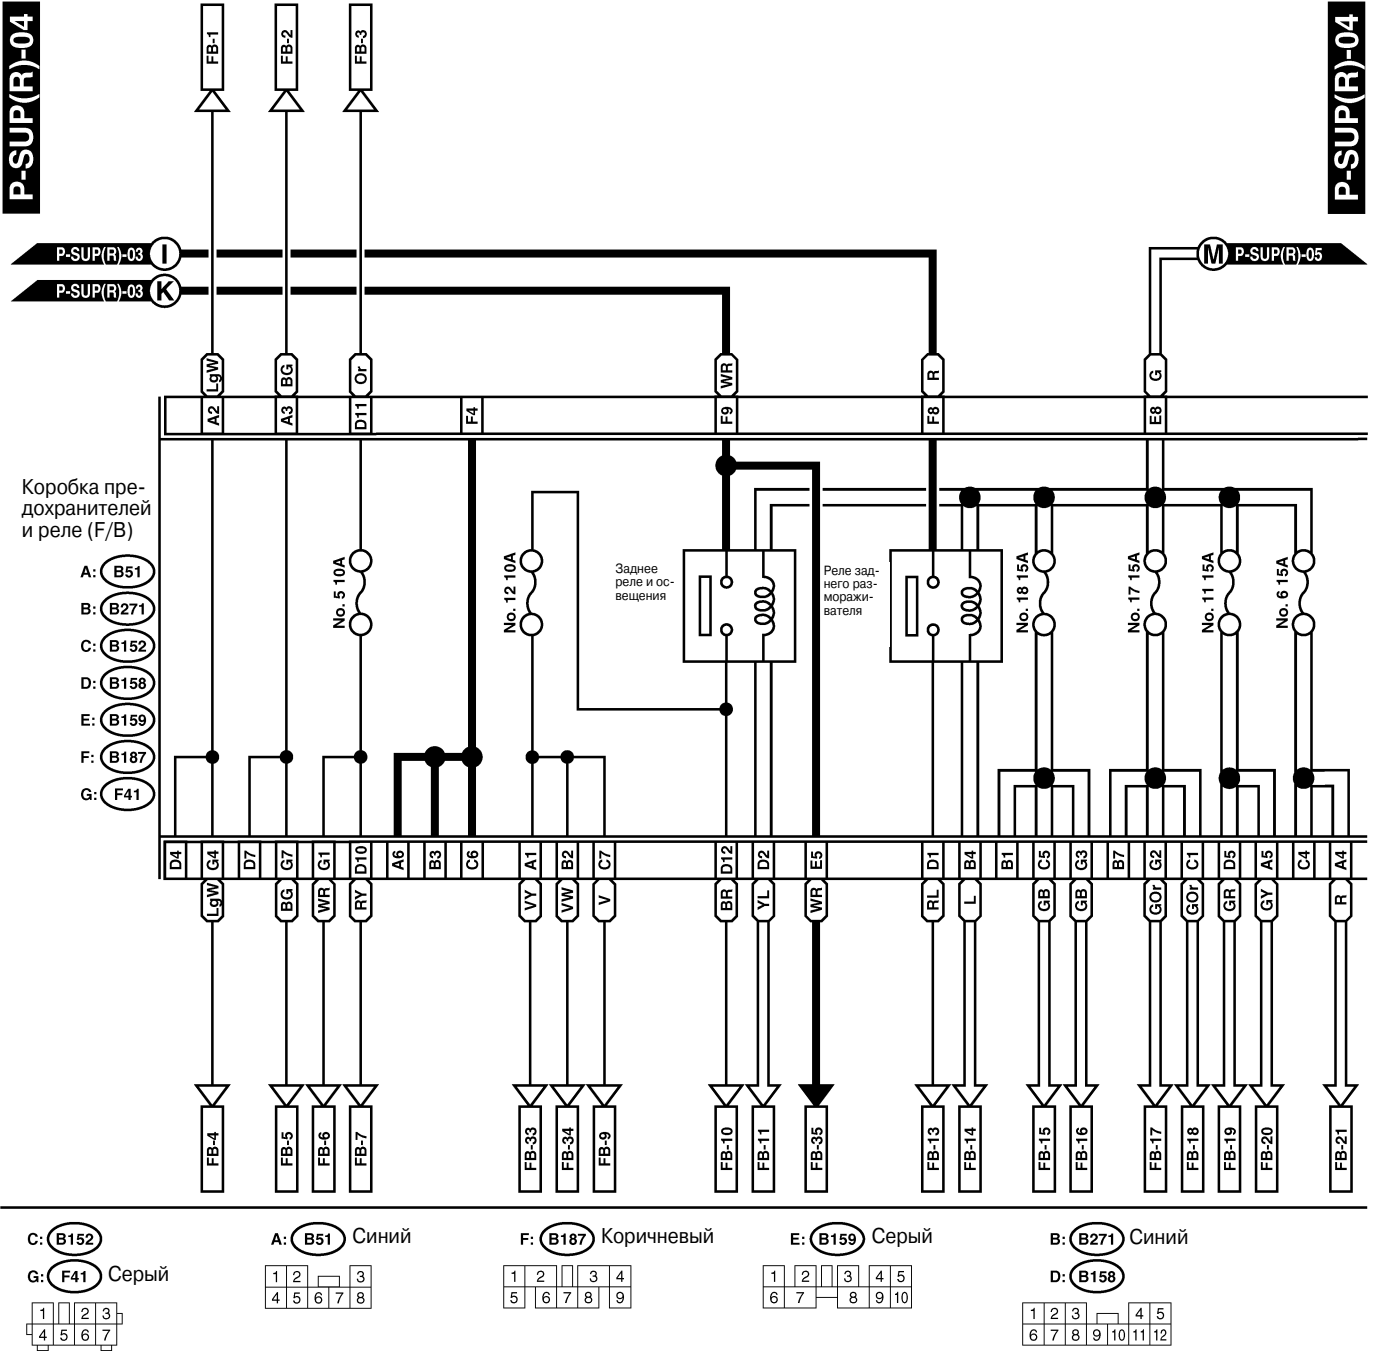 P-SUP(R)-04
P-SUP(R)-04
FB-1
FB-2
FB-3
P-SUP(R)-03 I
P-SUP(R)-03 K
M P-SUP(R)-05
LgW
BG
Or
WR
R
G
A2
A3
D11
F4
F9
F8
E8
Коробка пре-
дохранителей
и реле (F/B)
A: B51
B: B271
C: B152
D: B158
E: B159
F: B187
G: F41
No. 5 10A
No. 12 10A
Заднее
реле и ос-
вещения
Реле зад-
него раз-
моражи-
вателя
No. 18 15A
No. 17 15A
No. 11 15A
No. 6 15A
D4
G4
D7
G7
G1
D10
A6
B3
C6
A1
B2
C7
D12
D2
E5
D1
B4
B1
C5
G3
B7
G2
C1
D5
A5
C4
A4
LgW
BG
WR
RY
VY
VW
V
BR
YL
WR
RL
L
GB
GB
GOr
GOr
GR
GY
R
FB-4
FB-5
FB-6
FB-7
FB-33
FB-34
FB-9
FB-10
FB-11
FB-35
FB-13
FB-14
FB-15
FB-16
FB-17
FB-18
FB-19
FB-20
FB-21
C: B152
G: F41 Серый
1 2 3
4 5 6 7
A: B51 Синий
1 2 3
4 5 6 7 8
F: B187 Коричневый
1 2 3 4
5 6 7 8 9
E: B159 Серый
1 2 3 4 5
6 7 8 9 10
B: B271 Синий
D: B158
1 2 3 4 5
6 7 8 9 10 11 12